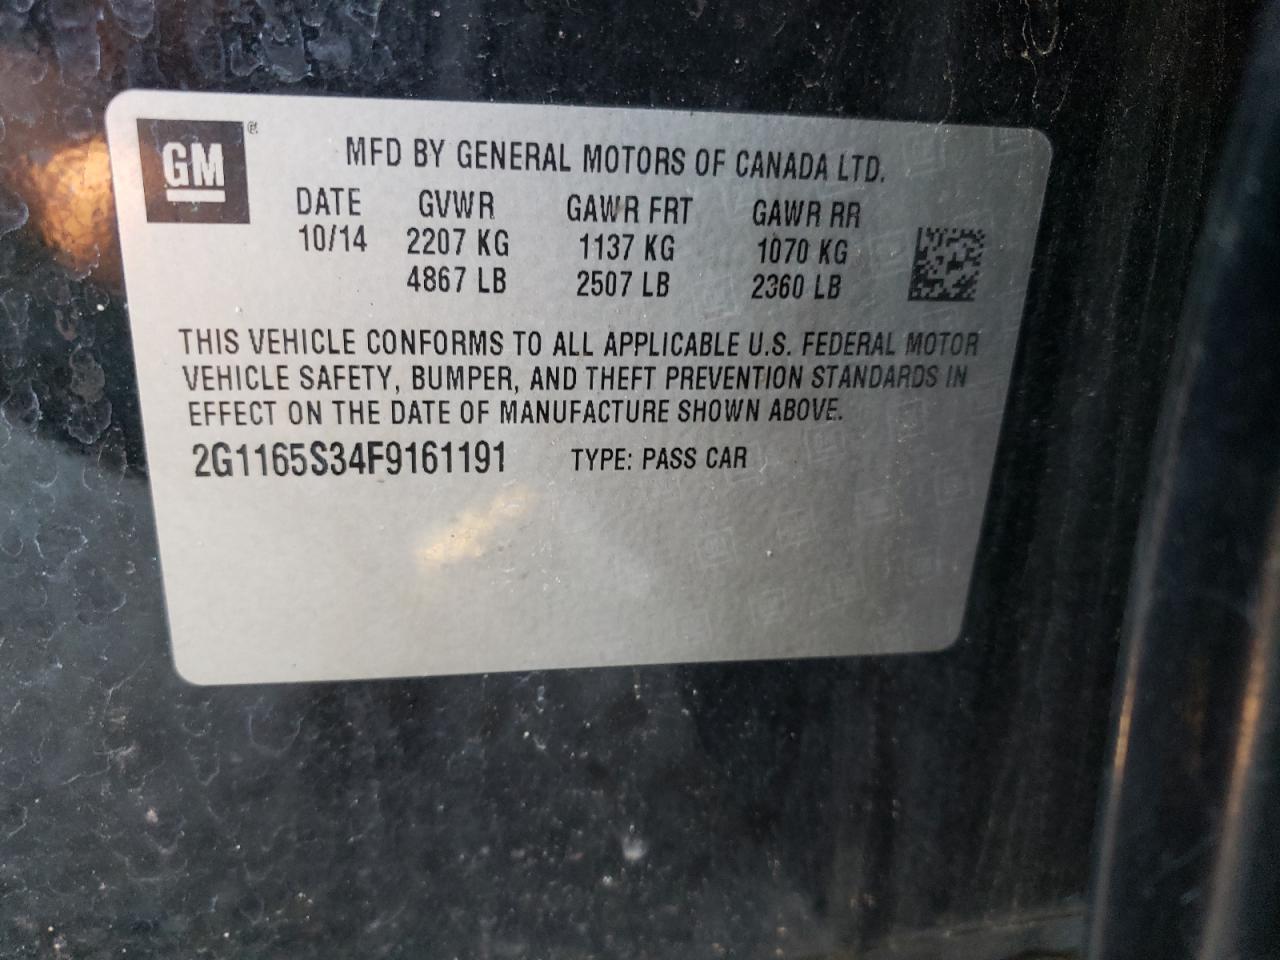 GM®
MFD BY GENERAL MOTORS OF CANADA LTD.
DATE GVWR GAWR FRT GAWR RR
10/14 2207 KG 1137 KG 1070 KG
4867 LB 2507 LB 2360 LB
THIS VEHICLE CONFORMS TO ALL APPLICABLE U.S. FEDERAL MOTOR
VEHICLE SAFETY, BUMPER, AND THEFT PREVENTION STANDARDS IN
EFFECT ON THE DATE OF MANUFACTURE SHOWN ABOVE.
2G1165S34F9161191 TYPE: PASS CAR